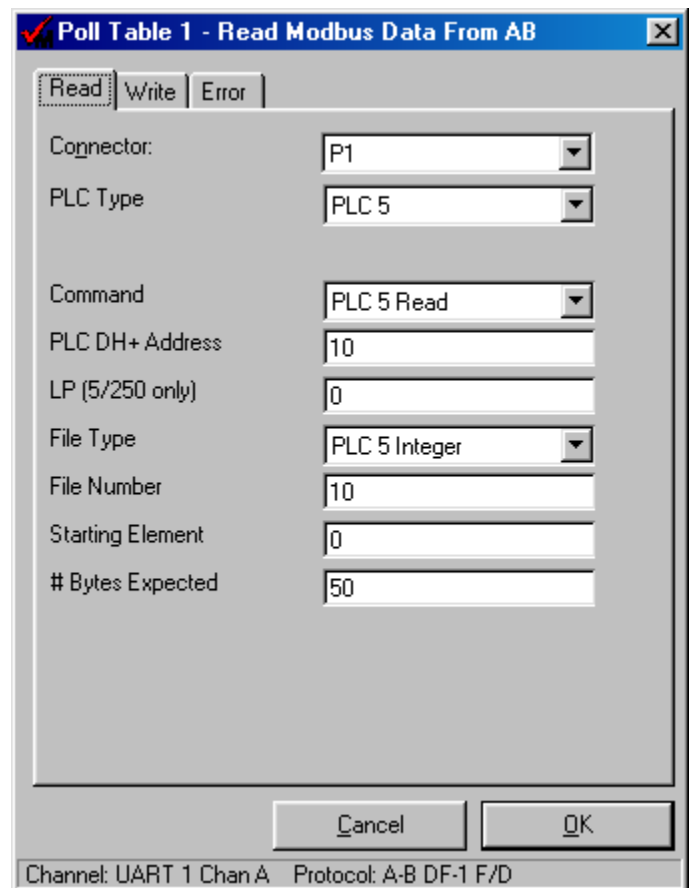 Poll Table 1 - Read Modbus Data From AB
Read Write Error
Connector: P1
PLC Type PLC 5
Command PLC 5 Read
PLC DH+ Address 10
LP (5/250 only) 0
File Type PLC 5 Integer
File Number 10
Starting Element 0
# Bytes Expected 50
Cancel OK
Channel: UART 1 Chan A Protocol: A-B DF-1 F/D